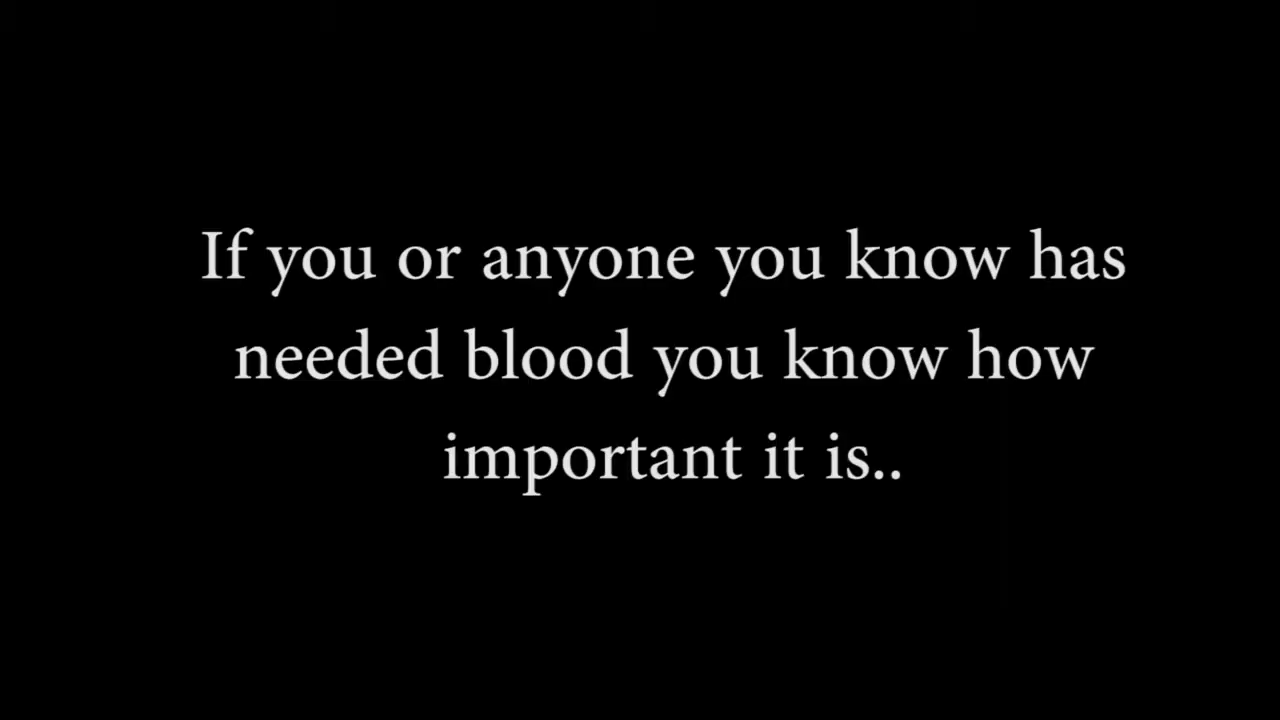 If you or anyone you know has
needed blood you know how
important it is..